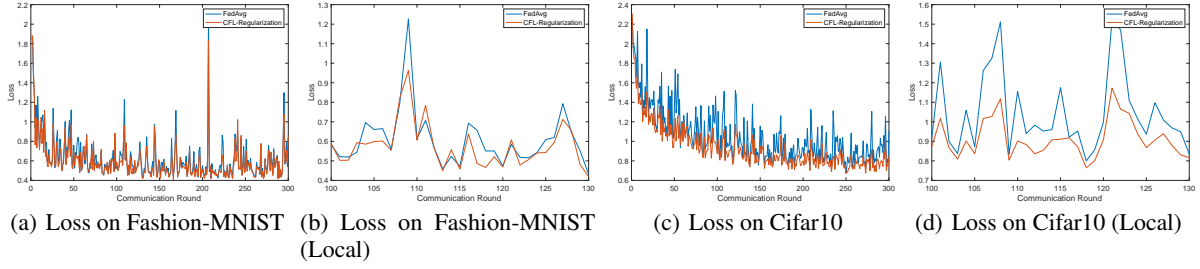 2.2
2
1.8
1.6
1.4
1.2
1
0.8
0.6
0.4
Loss
0 50 100 150 200 250 300
Communication Round
FedAvg
CFL-Regularization
(a) Loss on Fashion-MNIST
1.3
1.2
1.1
1
0.9
0.8
0.7
0.6
0.5
0.4
Loss
100 105 110 115 120 125 130
Communication Round
FedAvg
CFL-Regularization
(b) Loss on Fashion-MNIST
(Local)
2.4
2.2
2
1.8
1.6
1.4
1.2
1
0.8
0.6
Loss
0 50 100 150 200 250 300
Communication Round
FedAvg
CFL-Regularization
(c) Loss on Cifar10
1.6
1.5
1.4
1.3
1.2
1.1
1
0.9
0.8
0.7
Loss
100 105 110 115 120 125 130
Communication Round
FedAvg
CFL-Regularization
(d) Loss on Cifar10 (Local)